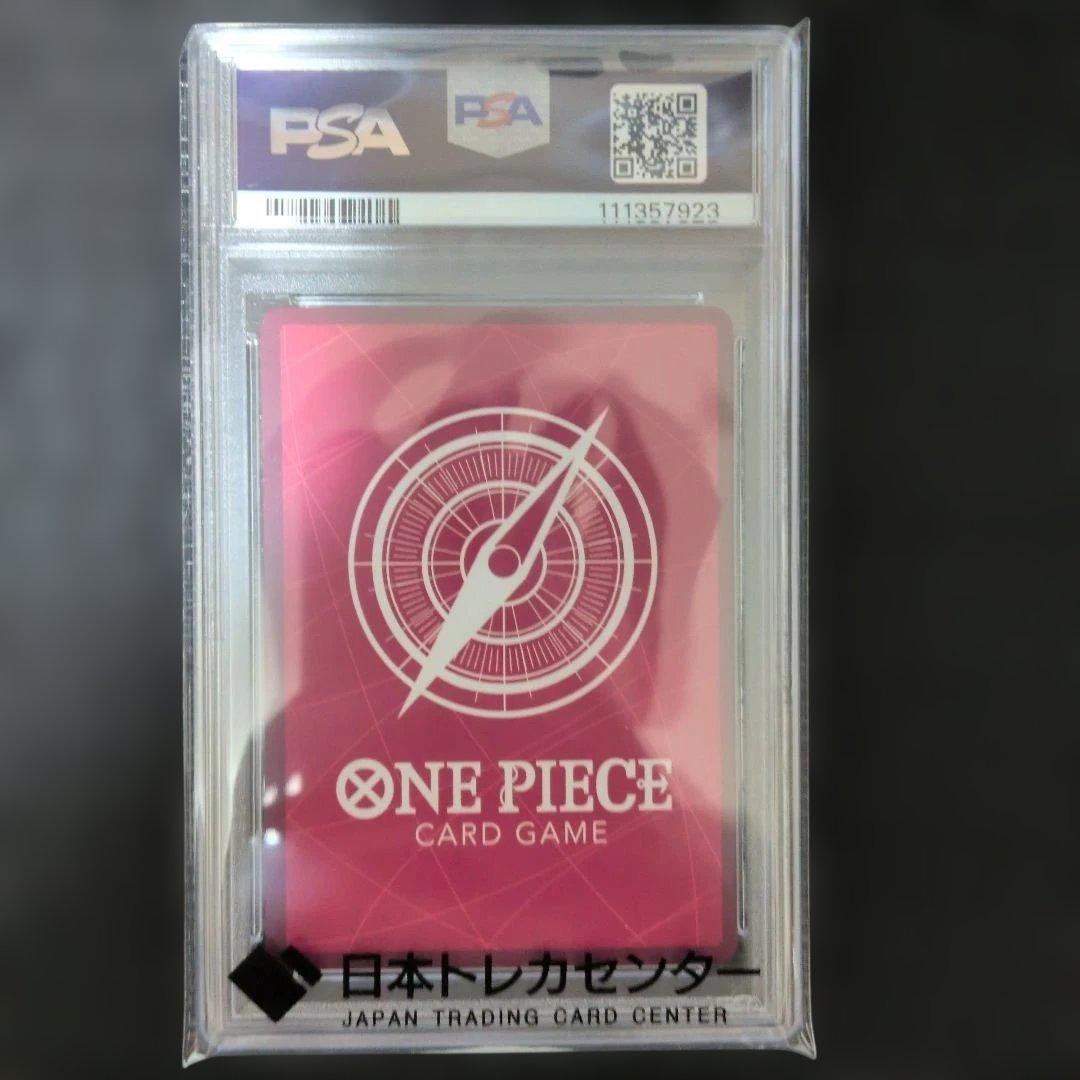 PSA
PSA
111357923
ONE PIECE
CARD GAME
日本トレカセンター
JAPAN TRADING CARD CENTER